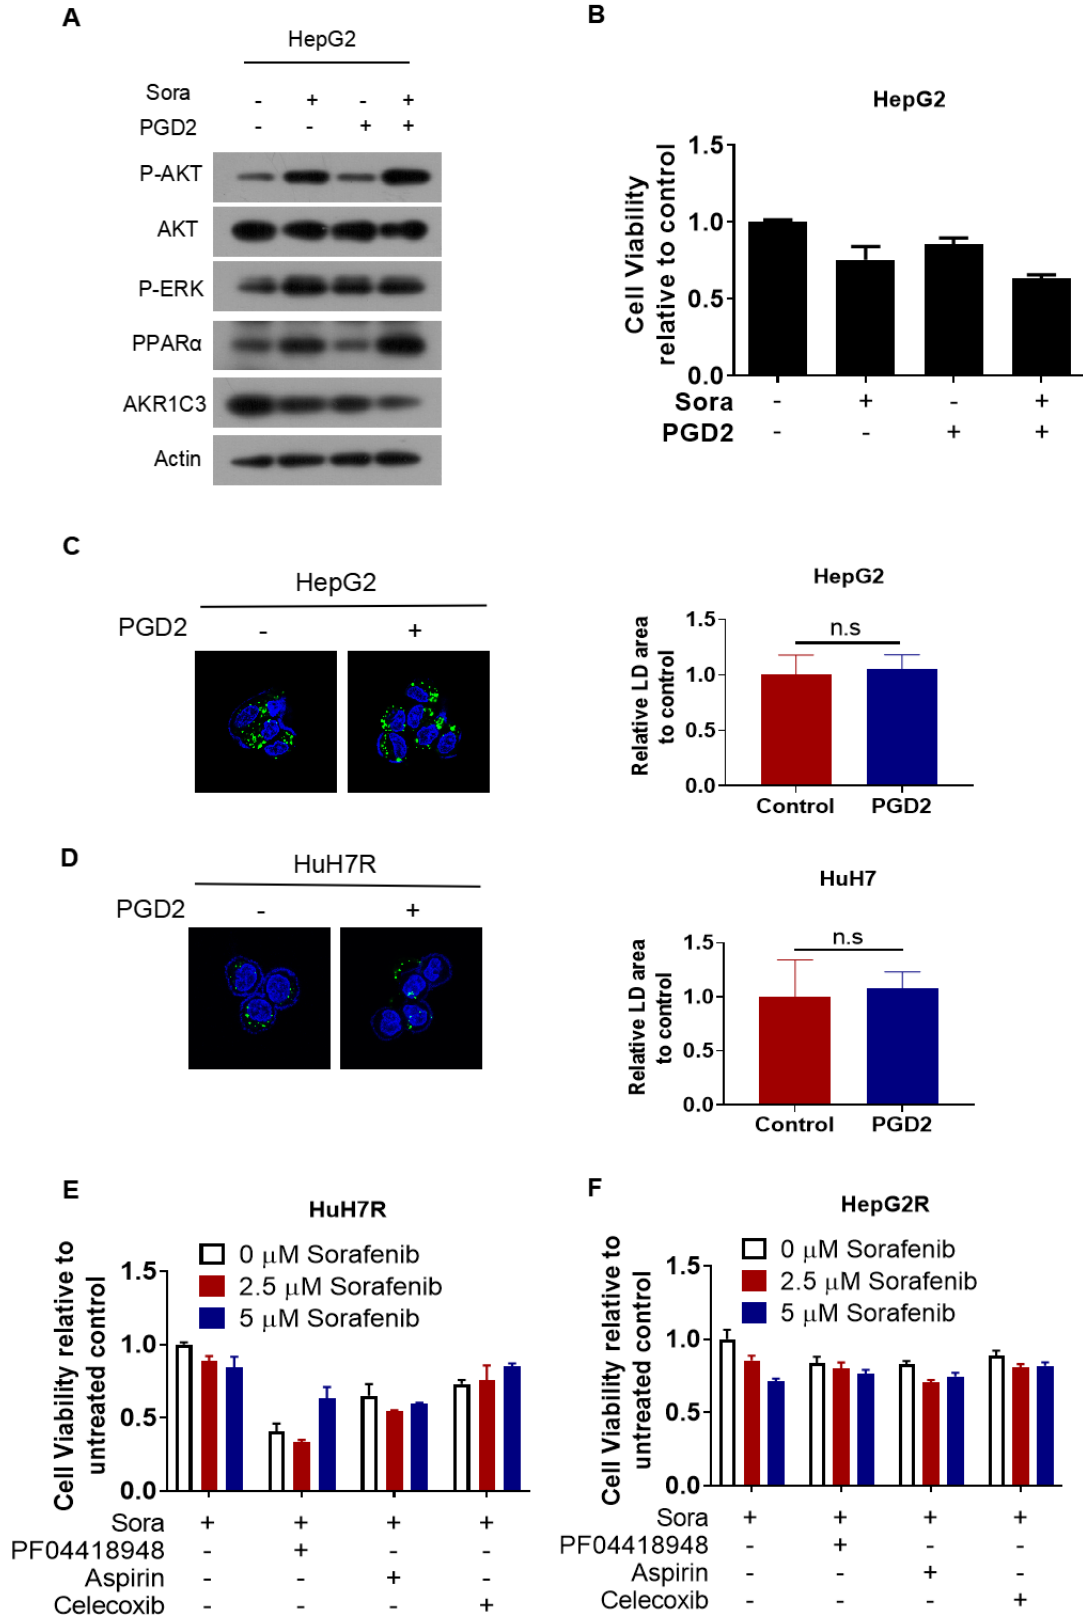 A
HepG2
Sora - + - +
PGD2 - - + +
P-AKT
AKT
P-ERK
PPARα
AKR1C3
Actin
B
HepG2
Cell Viability
relative to control
1.5
1.0
0.5
0.0
Sora - + - +
PGD2 - - + +
C
HepG2
PGD2 - +
HepG2
Relative LD area
to control
1.5
1.0
0.5
0.0
n.s
Control PGD2
D
HuH7R
PGD2 - +
HuH7
Relative LD area
to control
1.5
1.0
0.5
0.0
n.s
Control PGD2
E
HuH7R
0 μM Sorafenib
2.5 μM Sorafenib
5 μM Sorafenib
Cell Viability relative to
untreated control
1.5
1.0
0.5
0.0
Sora + + + +
PF04418948 - + - -
Aspirin - - + -
Celecoxib - - - +
F
HepG2R
0 μM Sorafenib
2.5 μM Sorafenib
5 μM Sorafenib
Cell Viability relative to
untreated control
1.5
1.0
0.5
0.0
Sora + + + +
PF04418948 - + - -
Aspirin - - + -
Celecoxib - - - +